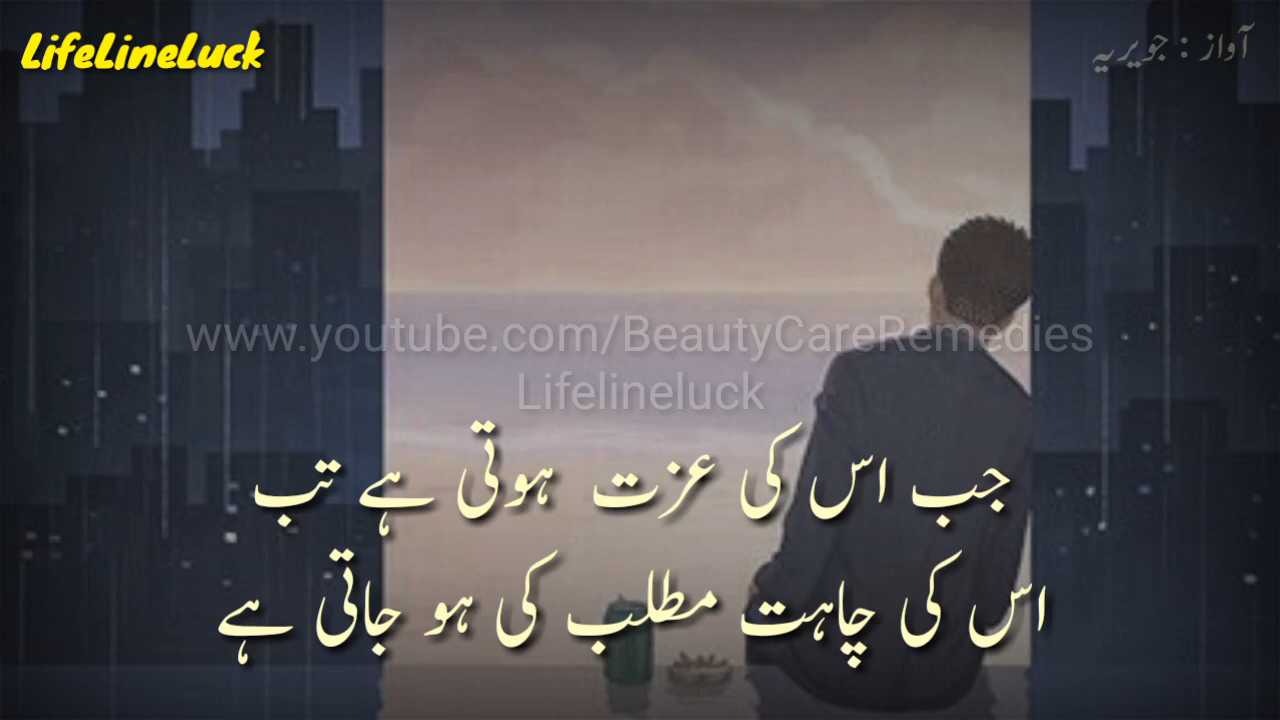 LifeLineLuck
آواز : جویریہ
www.youtube.com/BeautyCareRemedies
Lifelineluck
جب اس کی عزت ہوتی ہے تب
اس کی چاہت مطلب کی ہو جاتی ہے